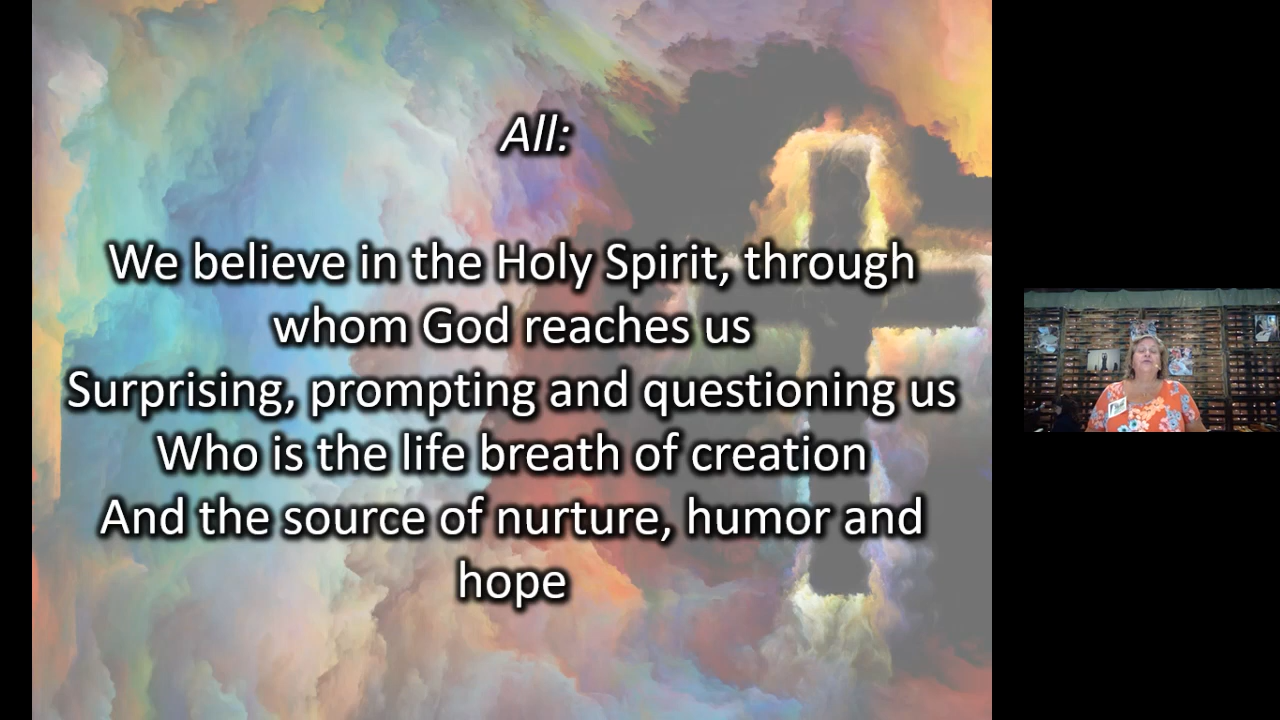 All:
We believe in the Holy Spirit, through
whom God reaches us
Surprising, prompting and questioning us
Who is the life breath of creation
And the source of nurture, humor and
hope